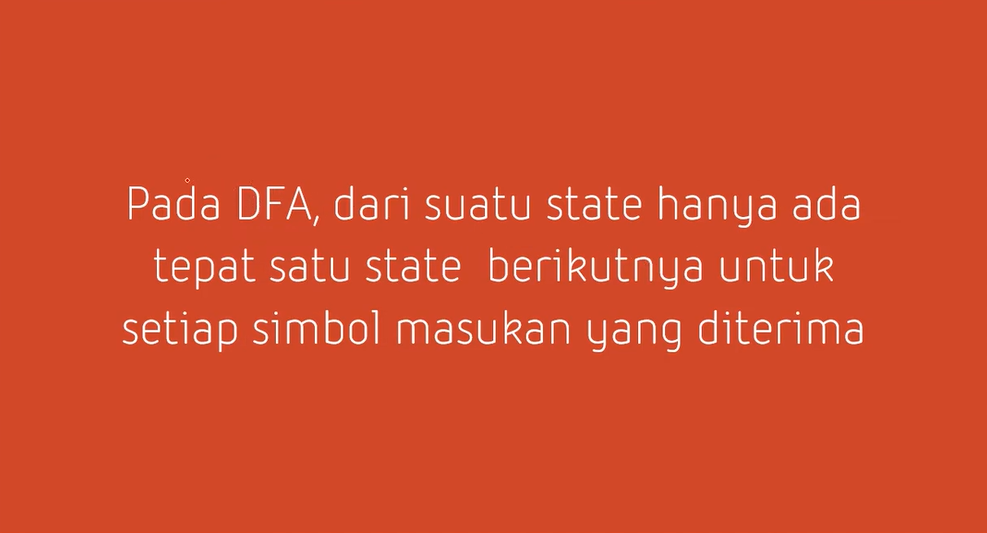 Pada DFA, dari suatu state hanya ada
tepat satu state berikutnya untuk
setiap simbol masukan yang diterima